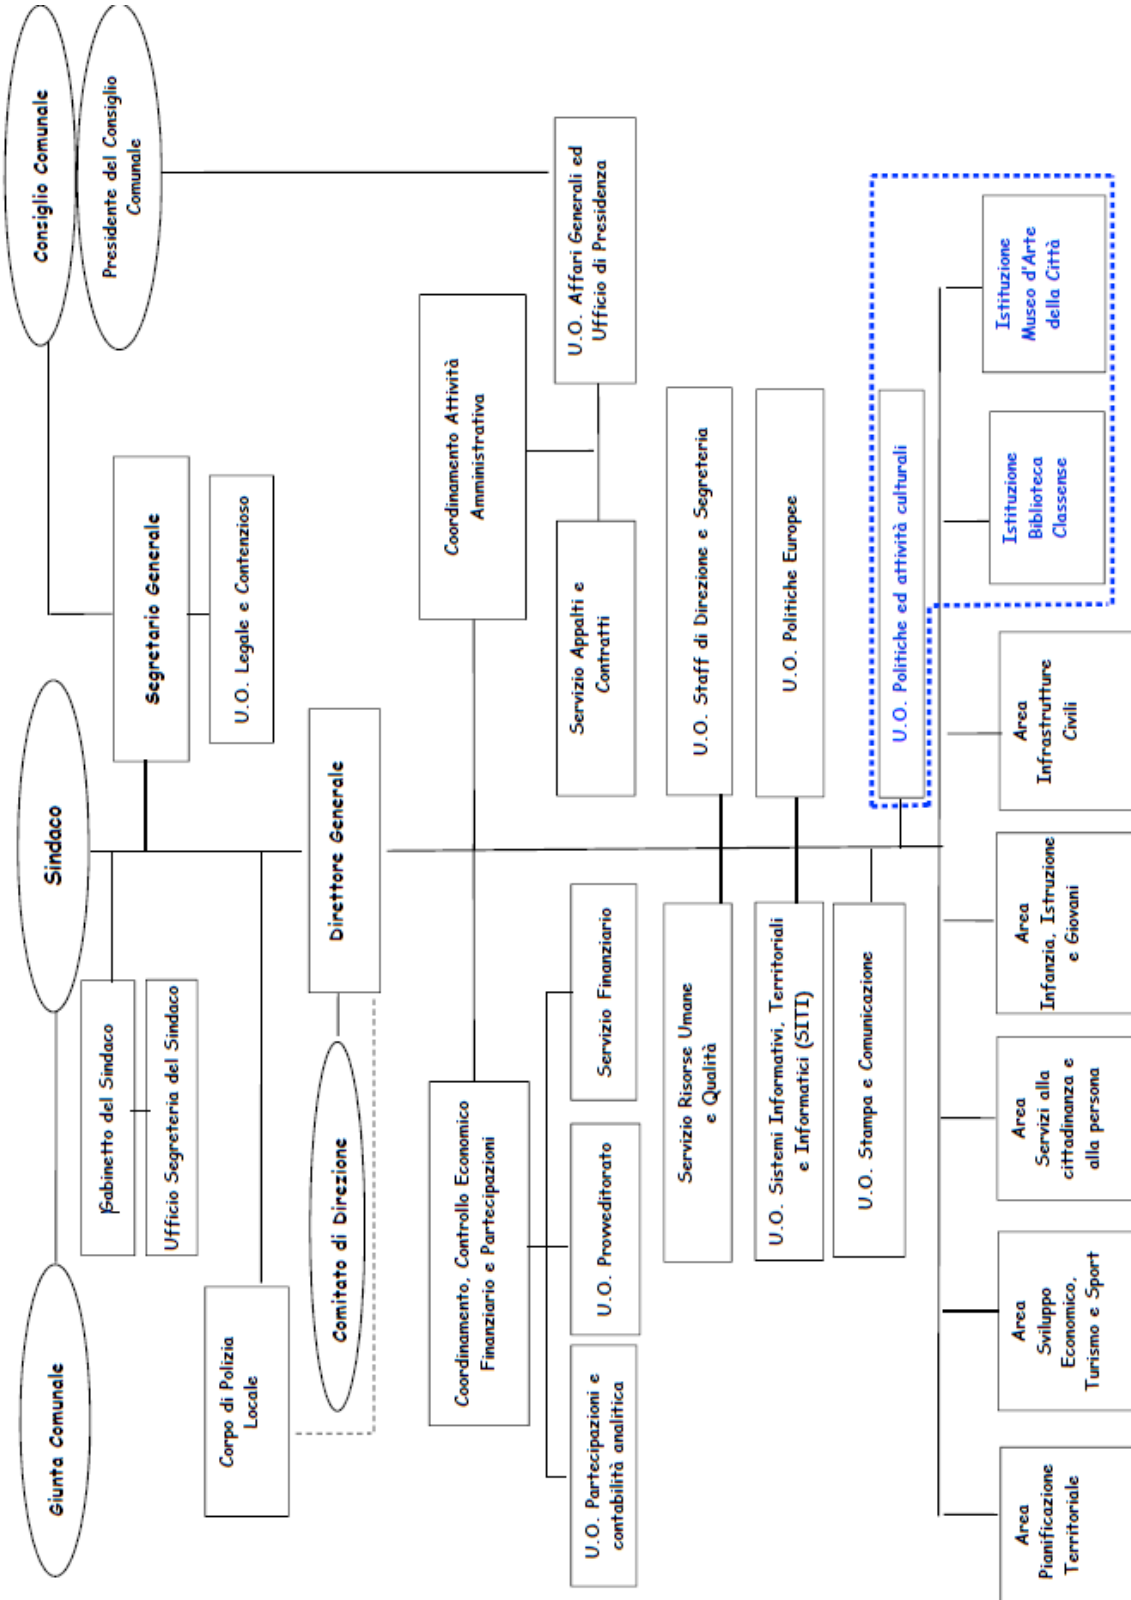 Giunta Comunale
Sindaco
Consiglio Comunale
Presidente del Consiglio
Comunale
Gabinetto del Sindaco
Ufficio Segreteria del Sindaco
Segretario Generale
U.O. Legale e Contenzioso
Corpo di Polizia
Locale
Direttore Generale
Comitato di Direzione
Coordinamento, Controllo Economico
Finanziario e Partecipazioni
Coordinamento Attività
Amministrativa
U.O. Partecipazioni e
contabilità analitica
U.O. Provveditorato
Servizio Finanziario
Servizio Appalti e
Contratti
U.O. Affari Generali ed
Ufficio di Presidenza
Servizio Risorse Umane
e Qualità
U.O. Staff di Direzione e Segreteria
U.O. Sistemi Informativi, Territoriali
e Informatici (SITI)
U.O. Politiche Europee
U.O. Stampa e Comunicazione
U.O. Politiche ed attività culturali
Area
Pianificazione
Territoriale
Area
Sviluppo
Economico,
Turismo e Sport
Area
Servizi alla
cittadinanza e
alla persona
Area
Infanzia, Istruzione
e Giovani
Area
Infrastrutture
Civili
Istituzione
Biblioteca
Classense
Istituzione
Museo d'Arte
della Città